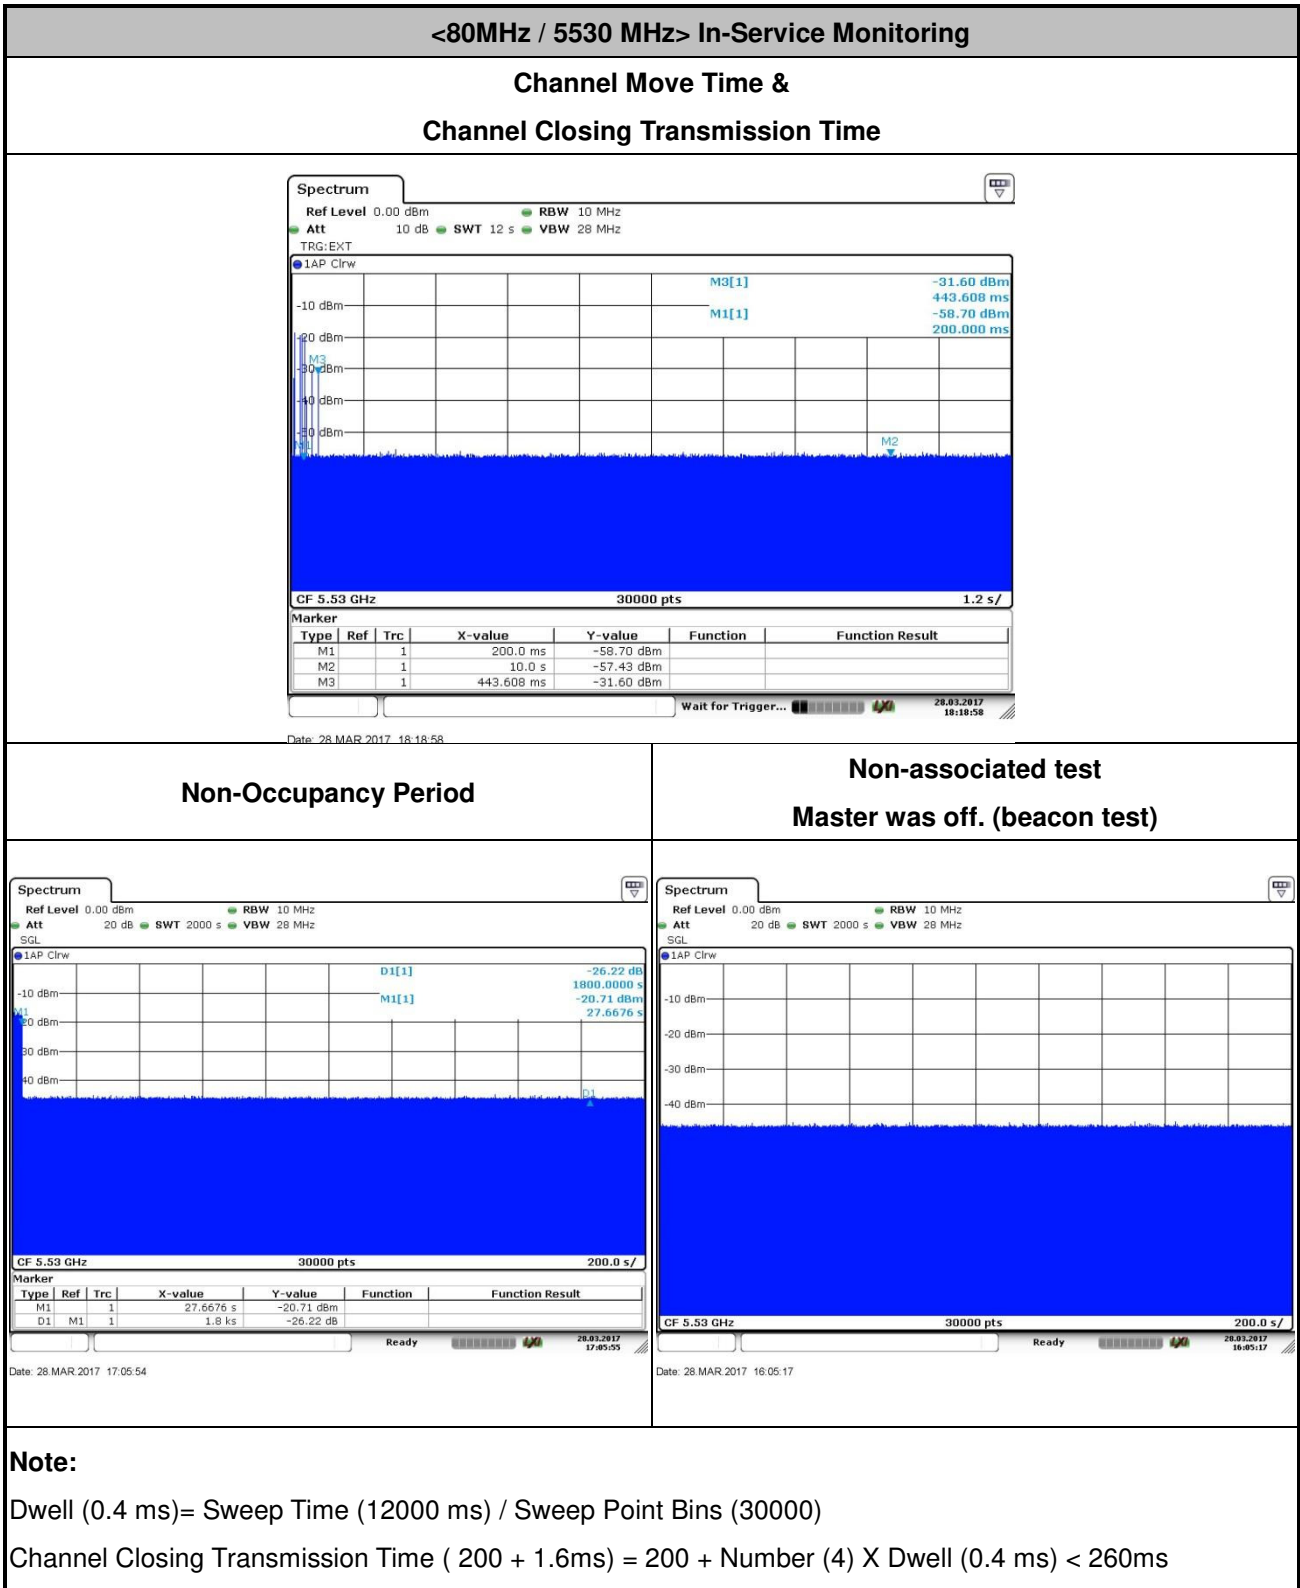 <80MHz / 5530 MHz> In-Service Monitoring
Channel Move Time &
Channel Closing Transmission Time
Spectrum
Ref Level 0.00 dBm RBW 10 MHz
Att 10 dB SWT 12 s VBW 28 MHz
TRG:EXT
1AP Clrw
M3[1] -31.60 dBm
443.608 ms
-10 dBm
M1[1] -58.70 dBm
200.000 ms
-20 dBm
M3
-30 dBm
-40 dBm
-50 dBm
M1
M2
CF 5.53 GHz 30000 pts 1.2 s/
Marker
Type Ref Trc X-value Y-value Function Function Result
M1 1 200.0 ms -58.70 dBm
M2 1 10.0 s -57.43 dBm
M3 1 443.608 ms -31.60 dBm
Wait for Trigger... 28.03.2017
18:18:58
Date: 28.MAR.2017 18:18:58
Non-Occupancy Period
Non-associated test
Master was off. (beacon test)
Spectrum
Ref Level 0.00 dBm RBW 10 MHz
Att 20 dB SWT 2000 s VBW 28 MHz
SGL
1AP Clrw
D1[1] -26.22 dB
1800.0000 s
-10 dBm
M1[1] -20.71 dBm
27.6676 s
M1
-20 dBm
-30 dBm
-40 dBm
D1
CF 5.53 GHz 30000 pts 200.0 s/
Marker
Type Ref Trc X-value Y-value Function Function Result
M1 1 27.6676 s -20.71 dBm
D1 M1 1 1.8 ks -26.22 dB
Ready 28.03.2017
17:05:55
Date: 28.MAR.2017 17:05:54
Spectrum
Ref Level 0.00 dBm RBW 10 MHz
Att 20 dB SWT 2000 s VBW 28 MHz
SGL
1AP Clrw
-10 dBm
-20 dBm
-30 dBm
-40 dBm
CF 5.53 GHz 30000 pts 200.0 s/
Ready 28.03.2017
16:05:17
Date: 28.MAR.2017 16:05:17
Note:
Dwell (0.4 ms)= Sweep Time (12000 ms) / Sweep Point Bins (30000)
Channel Closing Transmission Time ( 200 + 1.6ms) = 200 + Number (4) X Dwell (0.4 ms) < 260ms